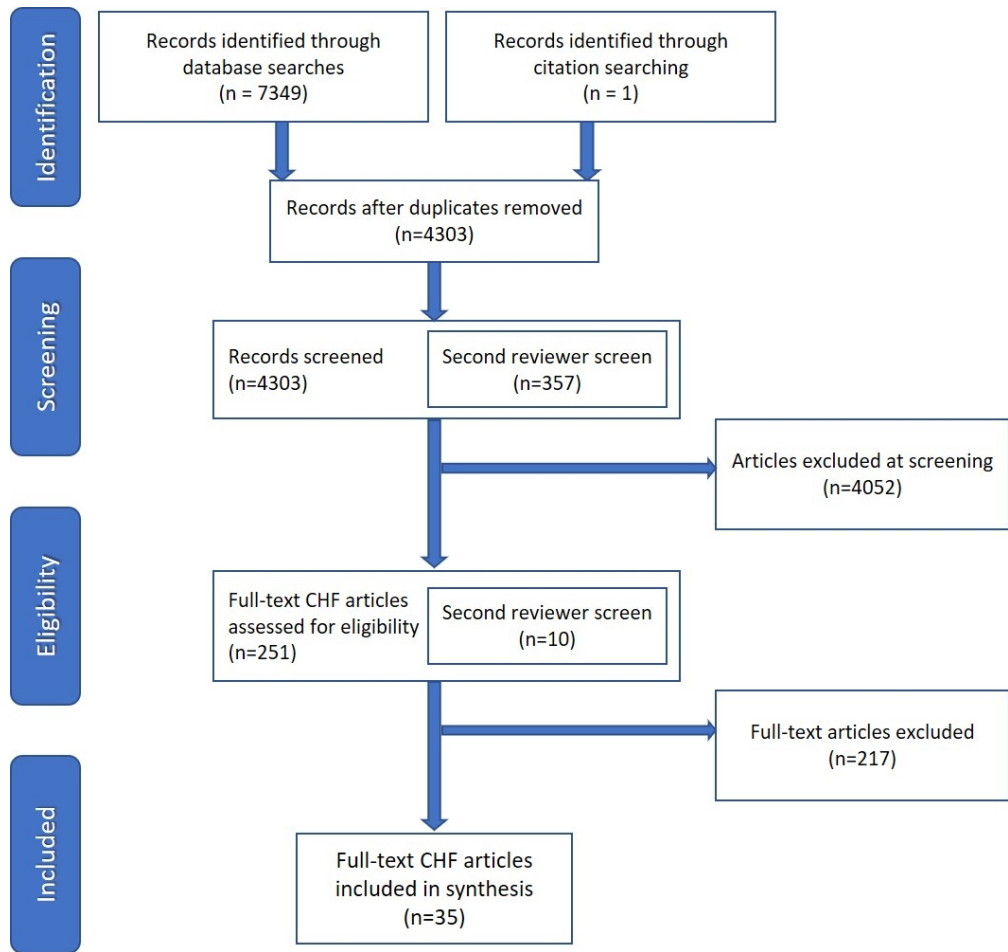 Identification
Records identified through
database searches
(n = 7349)
Records identified through
citation searching
(n = 1)
Records after duplicates removed
(n=4303)
Screening
Records screened
(n=4303)
Second reviewer screen
(n=357)
Articles excluded at screening
(n=4052)
Eligibility
Full-text CHF articles
assessed for eligibility
(n=251)
Second reviewer screen
(n=10)
Full-text articles excluded
(n=217)
Included
Full-text CHF articles
included in synthesis
(n=35)